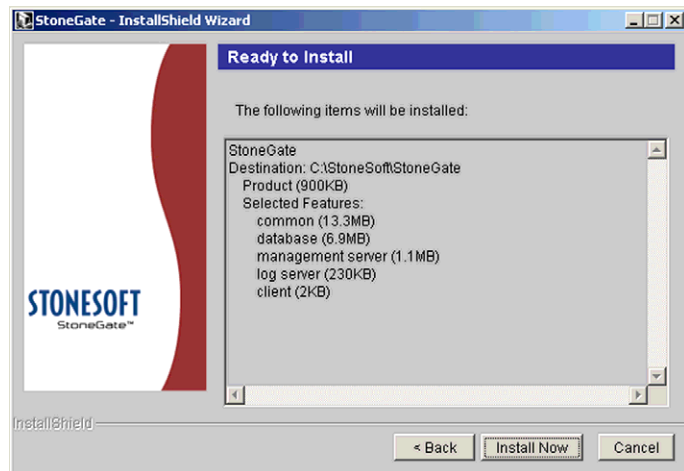 StoneGate - InstallShield Wizard
Ready to Install
The following items will be installed:
StoneGate
Destination: C:\StoneSoft\StoneGate
Product (900KB)
Selected Features:
common (13.3MB)
database (6.9MB)
management server (1.1MB)
log server (230KB)
client (2KB)
STONESOFT
StoneGate™
InstallShield
< Back
Install Now
Cancel